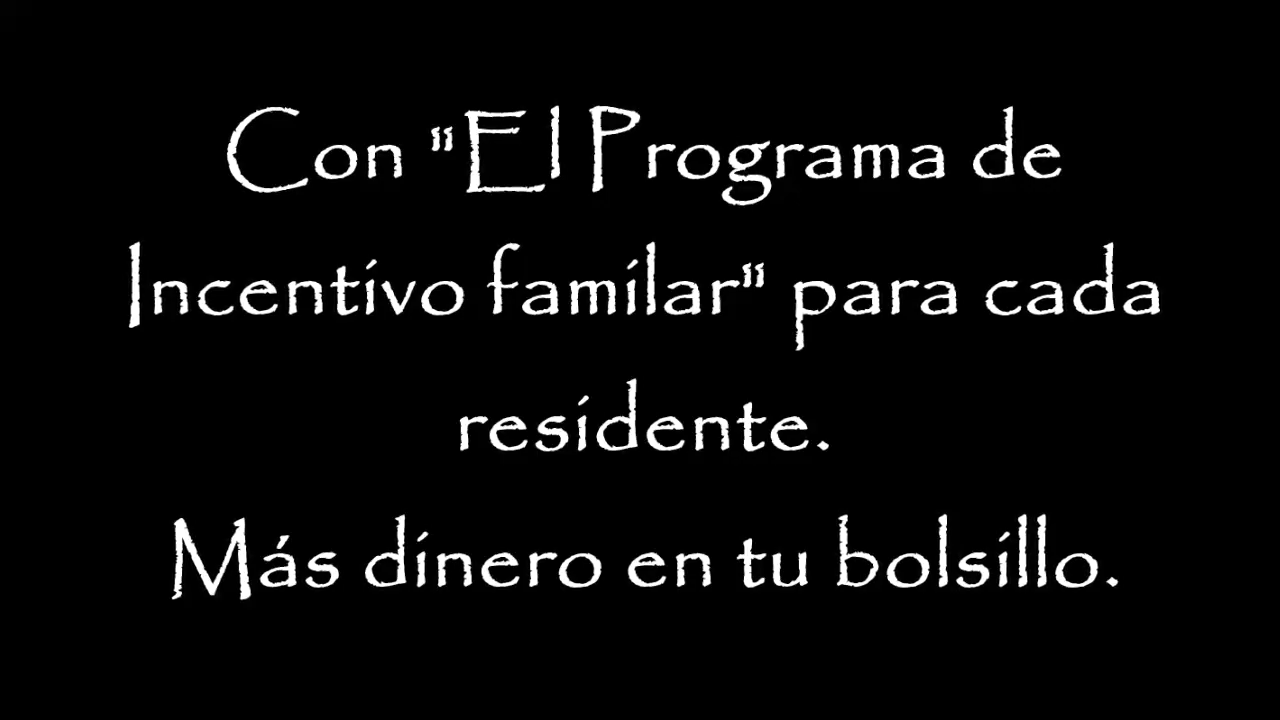 Con "El Programa de
Incentivo familar" para cada
residente.
Más dinero en tu bolsillo.